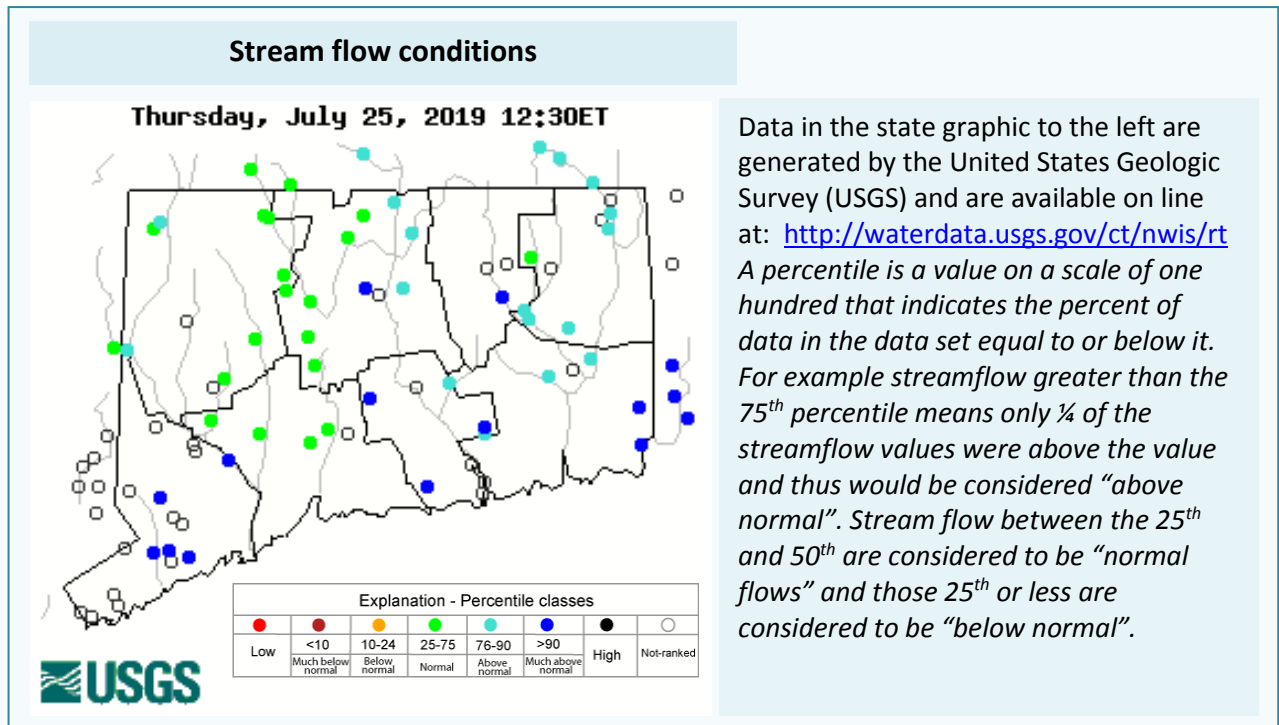 Stream flow conditions
Thursday, July 25, 2019 12:30ET
Explanation - Percentile classes
Low <10 10-24 25-75 76-90 >90 High Not-ranked
Much below normal Below normal Normal Above normal Much above normal
USGS
Data in the state graphic to the left are
generated by the United States Geologic
Survey (USGS) and are available on line
at: http://waterdata.usgs.gov/ct/nwis/rt
A percentile is a value on a scale of one
hundred that indicates the percent of
data in the data set equal to or below it.
For example streamflow greater than the
75th percentile means only ¼ of the
streamflow values were above the value
and thus would be considered “above
normal”. Stream flow between the 25th
and 50th are considered to be “normal
flows” and those 25th or less are
considered to be “below normal”.